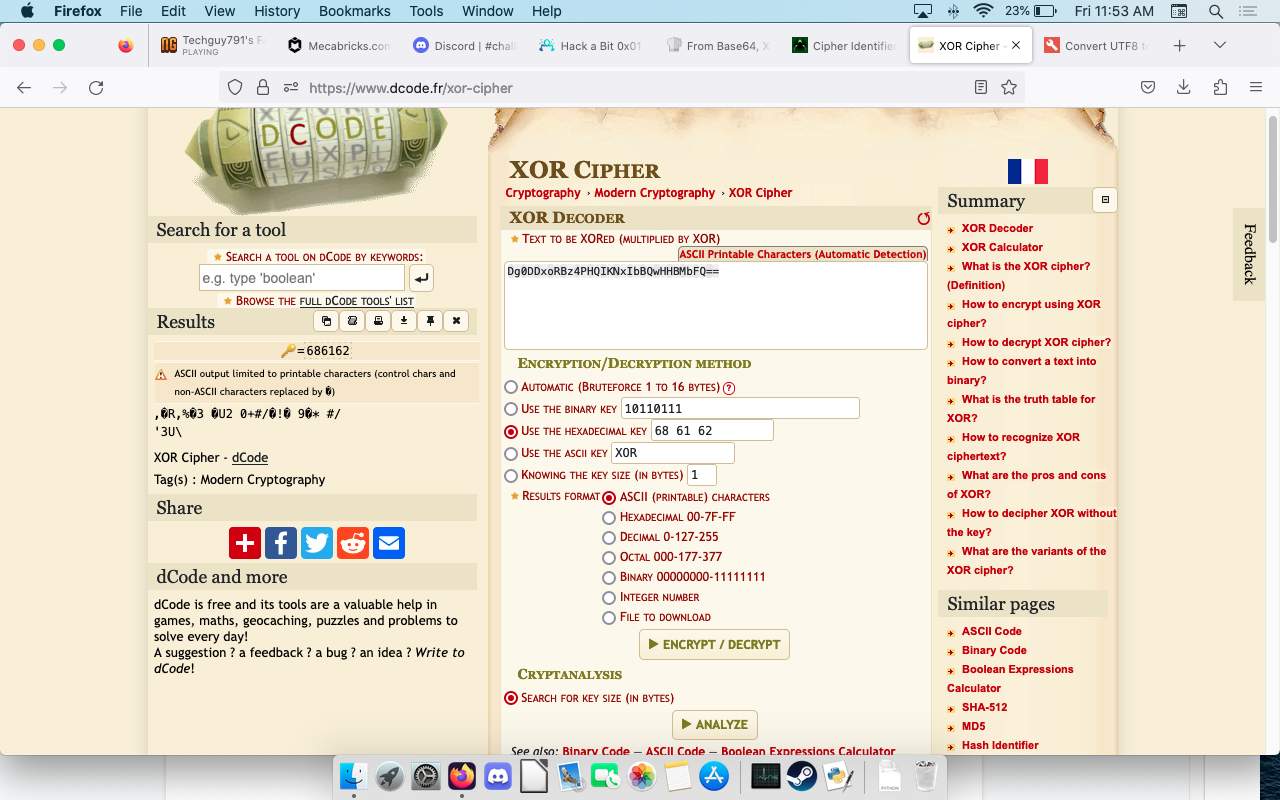 Firefox File Edit View History Bookmarks Tools Window Help 23% Fri 11:53 AM
Techguy791's Fi
PLAYING
Mecabricks.com
Discord | #chall
Hack a Bit 0x01
From Base64, X
Cipher Identifie
XOR Cipher -
Convert UTF8 to
https://www.dcode.fr/xor-cipher
DCODE
Search for a tool
Search a tool on dCode by keywords:
e.g. type 'boolean'
Browse the full dCode tools' list
Results
=686162
ASCII output limited to printable characters (control chars and
non-ASCII characters replaced by �)
,�R,%�3 �U2 0+#/�!� 9�* #/
'3U\
XOR Cipher - dCode
Tag(s) : Modern Cryptography
Share
dCode and more
dCode is free and its tools are a valuable help in
games, maths, geocaching, puzzles and problems to
solve every day!
A suggestion ? a feedback ? a bug ? an idea ? Write to
dCode!
XOR Cipher
Cryptography › Modern Cryptography › XOR Cipher
XOR Decoder
Text to be XORed (multiplied by XOR)
ASCII Printable Characters (Automatic Detection)
Dg0DDxoRBz4PHQIKNxIbBQwHHBMbFQ==
Encryption/Decryption method
Automatic (Bruteforce 1 to 16 bytes) ?
Use the binary key 10110111
Use the hexadecimal key 68 61 62
Use the ascii key XOR
Knowing the key size (in bytes) 1
Results format ASCII (printable) characters
Hexadecimal 00-7F-FF
Decimal 0-127-255
Octal 000-177-377
Binary 00000000-11111111
Integer number
File to download
ENCRYPT / DECRYPT
Cryptanalysis
Search for key size (in bytes)
ANALYZE
See also: Binary Code — ASCII Code — Boolean Expressions Calculator
Summary
XOR Decoder
XOR Calculator
What is the XOR cipher?
(Definition)
How to encrypt using XOR
cipher?
How to decrypt XOR cipher?
How to convert a text into
binary?
What is the truth table for
XOR?
How to recognize XOR
ciphertext?
What are the pros and cons
of XOR?
How to decipher XOR without
the key?
What are the variants of the
XOR cipher?
Similar pages
ASCII Code
Binary Code
Boolean Expressions
Calculator
SHA-512
MD5
Hash Identifier
Feedback